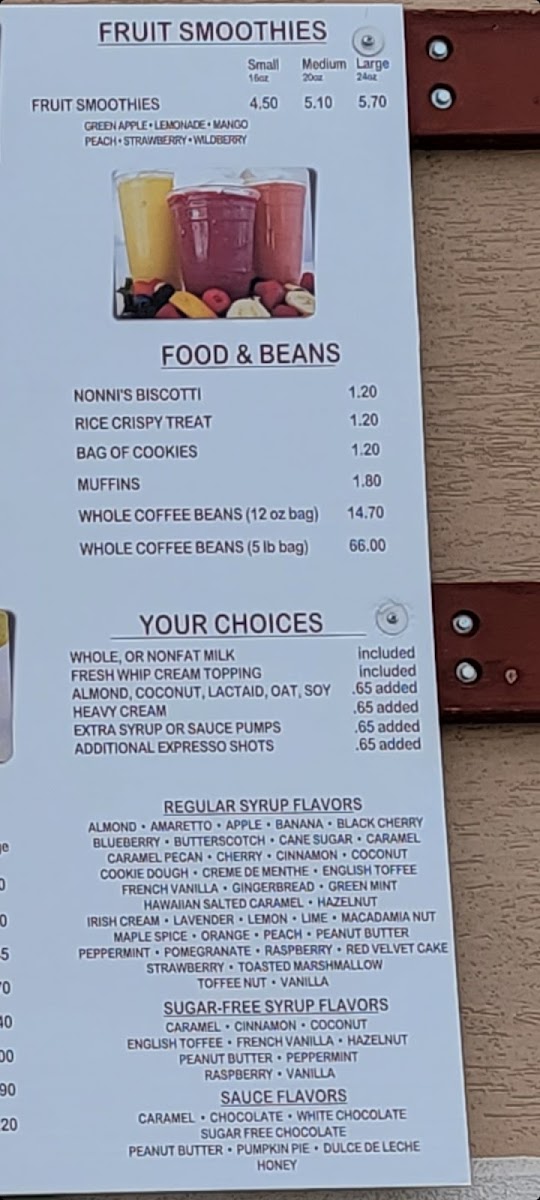 FRUIT SMOOTHIES
Small Medium Large
16oz 20oz 24oz
FRUIT SMOOTHIES 4.50 5.10 5.70
GREEN APPLE • LEMONADE • MANGO
PEACH • STRAWBERRY • WILDBERRY
FOOD & BEANS
NONNI'S BISCOTTI 1.20
RICE CRISPY TREAT 1.20
BAG OF COOKIES 1.20
MUFFINS 1.80
WHOLE COFFEE BEANS (12 oz bag) 14.70
WHOLE COFFEE BEANS (5 lb bag) 66.00
YOUR CHOICES
WHOLE, OR NONFAT MILK included
FRESH WHIP CREAM TOPPING included
ALMOND, COCONUT, LACTAID, OAT, SOY .65 added
HEAVY CREAM .65 added
EXTRA SYRUP OR SAUCE PUMPS .65 added
ADDITIONAL EXPRESSO SHOTS .65 added
REGULAR SYRUP FLAVORS
ALMOND • AMARETTO • APPLE • BANANA • BLACK CHERRY
BLUEBERRY • BUTTERSCOTCH • CANE SUGAR • CARAMEL
CARAMEL PECAN • CHERRY • CINNAMON • COCONUT
COOKIE DOUGH • CREME DE MENTHE • ENGLISH TOFFEE
FRENCH VANILLA • GINGERBREAD • GREEN MINT
HAWAIIAN SALTED CARAMEL • HAZELNUT
IRISH CREAM • LAVENDER • LEMON • LIME • MACADAMIA NUT
MAPLE SPICE • ORANGE • PEACH • PEANUT BUTTER
PEPPERMINT • POMEGRANATE • RASPBERRY • RED VELVET CAKE
STRAWBERRY • TOASTED MARSHMALLOW
TOFFEE NUT • VANILLA
SUGAR-FREE SYRUP FLAVORS
CARAMEL • CINNAMON • COCONUT
ENGLISH TOFFEE • FRENCH VANILLA • HAZELNUT
PEANUT BUTTER • PEPPERMINT
RASPBERRY • VANILLA
SAUCE FLAVORS
CARAMEL • CHOCOLATE • WHITE CHOCOLATE
SUGAR FREE CHOCOLATE
PEANUT BUTTER • PUMPKIN PIE • DULCE DE LECHE
HONEY